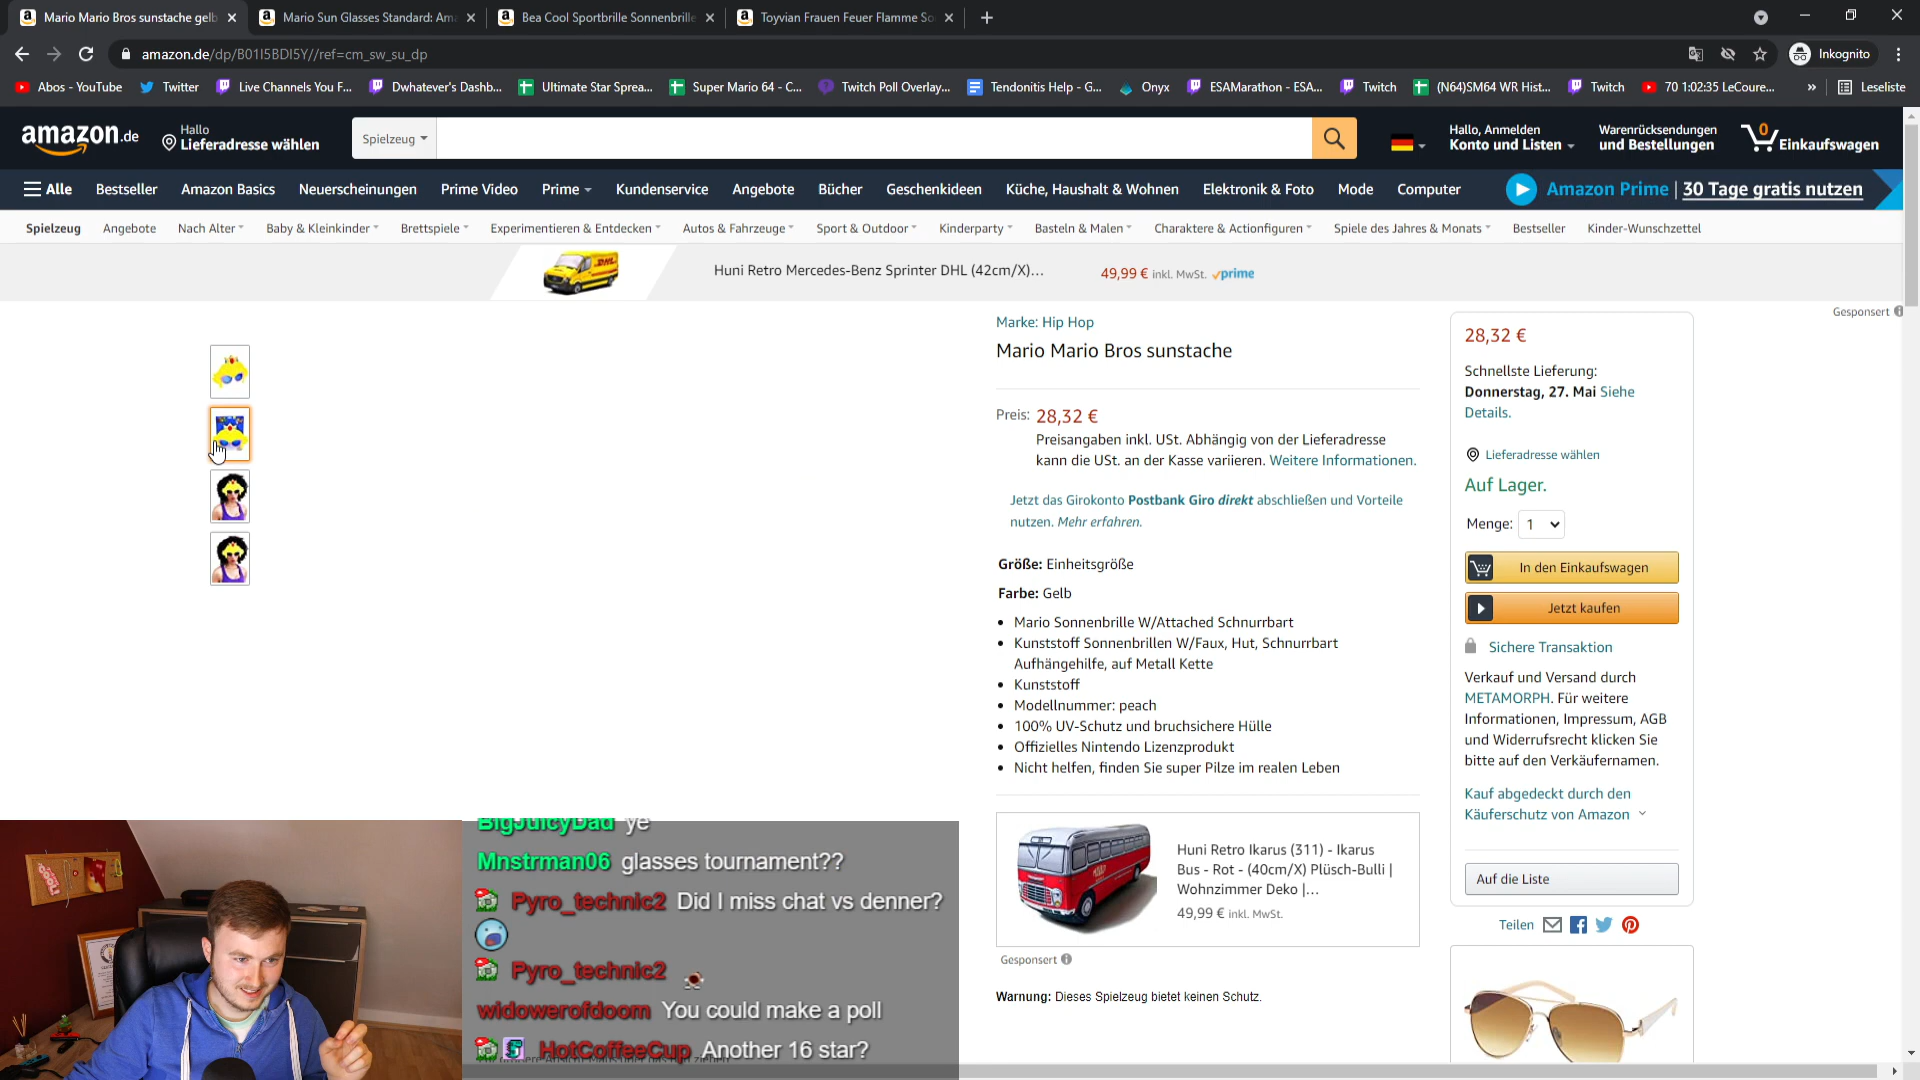 Mario Mario Bros sunstache gelb
Mario Sun Glasses Standard: Am
Bea Cool Sportbrille Sonnenbrille
Toyvian Frauen Feuer Flamme So
amazon.de/dp/B01I5BDI5Y//ref=cm_sw_su_dp
Inkognito
Abos - YouTube
Twitter
Live Channels You F...
Dwhatever's Dashb...
Ultimate Star Sprea...
Super Mario 64 - C...
Twitch Poll Overlay...
Tendonitis Help - G...
Onyx
ESAMarathon - ESA...
Twitch
(N64)SM64 WR Hist...
Twitch
70 1:02:35 LeCoure...
»
Leseliste
amazon.de
Hallo
Lieferadresse wählen
Spielzeug
Hallo, Anmelden
Konto und Listen
Warenrücksendungen
und Bestellungen
0
Einkaufswagen
Alle
Bestseller
Amazon Basics
Neuerscheinungen
Prime Video
Prime
Kundenservice
Angebote
Bücher
Geschenkideen
Küche, Haushalt & Wohnen
Elektronik & Foto
Mode
Computer
Amazon Prime | 30 Tage gratis nutzen
Spielzeug
Angebote
Nach Alter
Baby & Kleinkinder
Brettspiele
Experimentieren & Entdecken
Autos & Fahrzeuge
Sport & Outdoor
Kinderparty
Basteln & Malen
Charaktere & Actionfiguren
Spiele des Jahres & Monats
Bestseller
Kinder-Wunschzettel
Huni Retro Mercedes-Benz Sprinter DHL (42cm/X)...
49,99 € inkl. MwSt. prime
Gesponsert
Marke: Hip Hop
Mario Mario Bros sunstache
Preis: 28,32 €
Preisangaben inkl. USt. Abhängig von der Lieferadresse
kann die USt. an der Kasse variieren. Weitere Informationen.
Jetzt das Girokonto Postbank Giro direkt abschließen und Vorteile
nutzen. Mehr erfahren.
Größe: Einheitsgröße
Farbe: Gelb
• Mario Sonnenbrille W/Attached Schnurrbart
• Kunststoff Sonnenbrillen W/Faux, Hut, Schnurrbart
Aufhängehilfe, auf Metall Kette
• Kunststoff
• Modellnummer: peach
• 100% UV-Schutz und bruchsichere Hülle
• Offizielles Nintendo Lizenzprodukt
• Nicht helfen, finden Sie super Pilze im realen Leben
Huni Retro Ikarus (311) - Ikarus
Bus - Rot - (40cm/X) Plüsch-Bulli |
Wohnzimmer Deko |...
49,99 € inkl. MwSt.
Gesponsert
Warnung: Dieses Spielzeug bietet keinen Schutz.
28,32 €
Schnellste Lieferung:
Donnerstag, 27. Mai Siehe
Details.
Lieferadresse wählen
Auf Lager.
Menge: 1
In den Einkaufswagen
Jetzt kaufen
Sichere Transaktion
Verkauf und Versand durch
METAMORPH. Für weitere
Informationen, Impressum, AGB
und Widerrufsrecht klicken Sie
bitte auf den Verkäufernamen.
Kauf abgedeckt durch den
Käuferschutz von Amazon
Auf die Liste
Teilen
BigJuicyDad ye
Mnstrman06 glasses tournament??
Pyro_technic2 Did I miss chat vs denner?
Pyro_technic2
widowerofdoom You could make a poll
HotCoffeeCup Another 16 star?